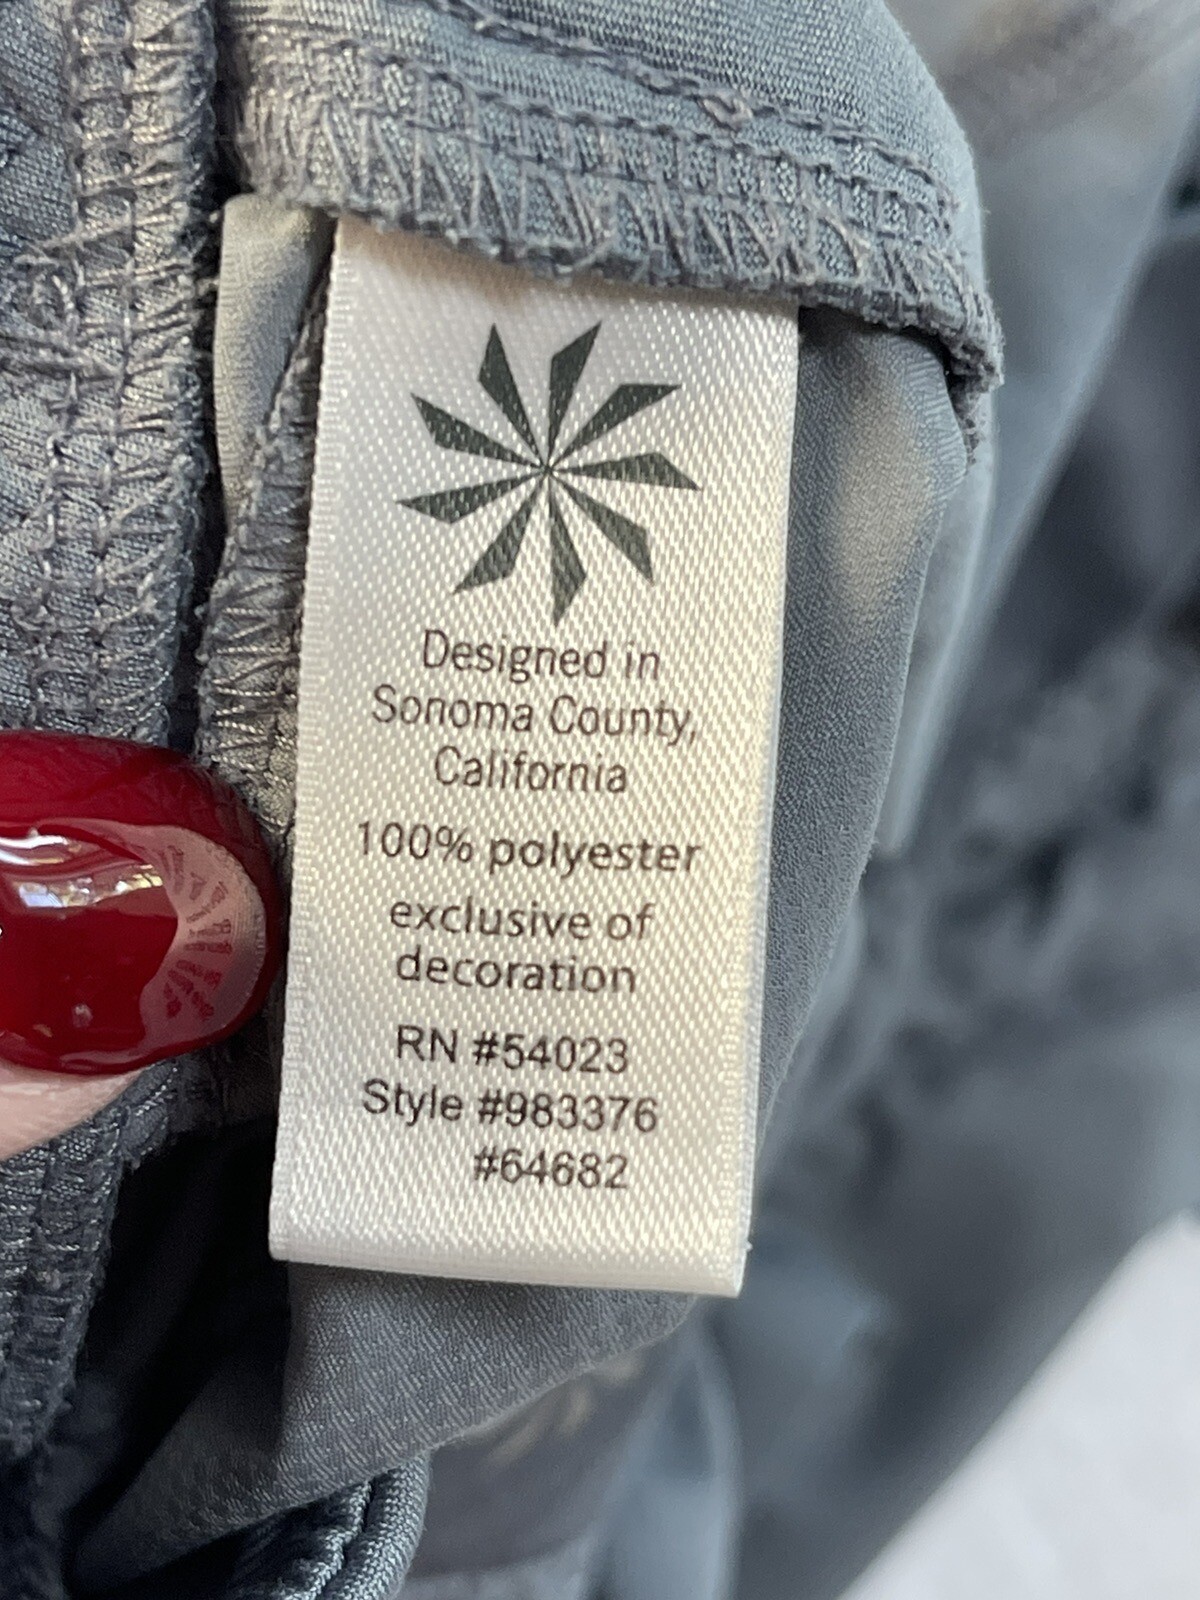 Designed in
Sonoma County,
California
100% polyester
exclusive of
decoration
RN #54023
Style #983376
#64682